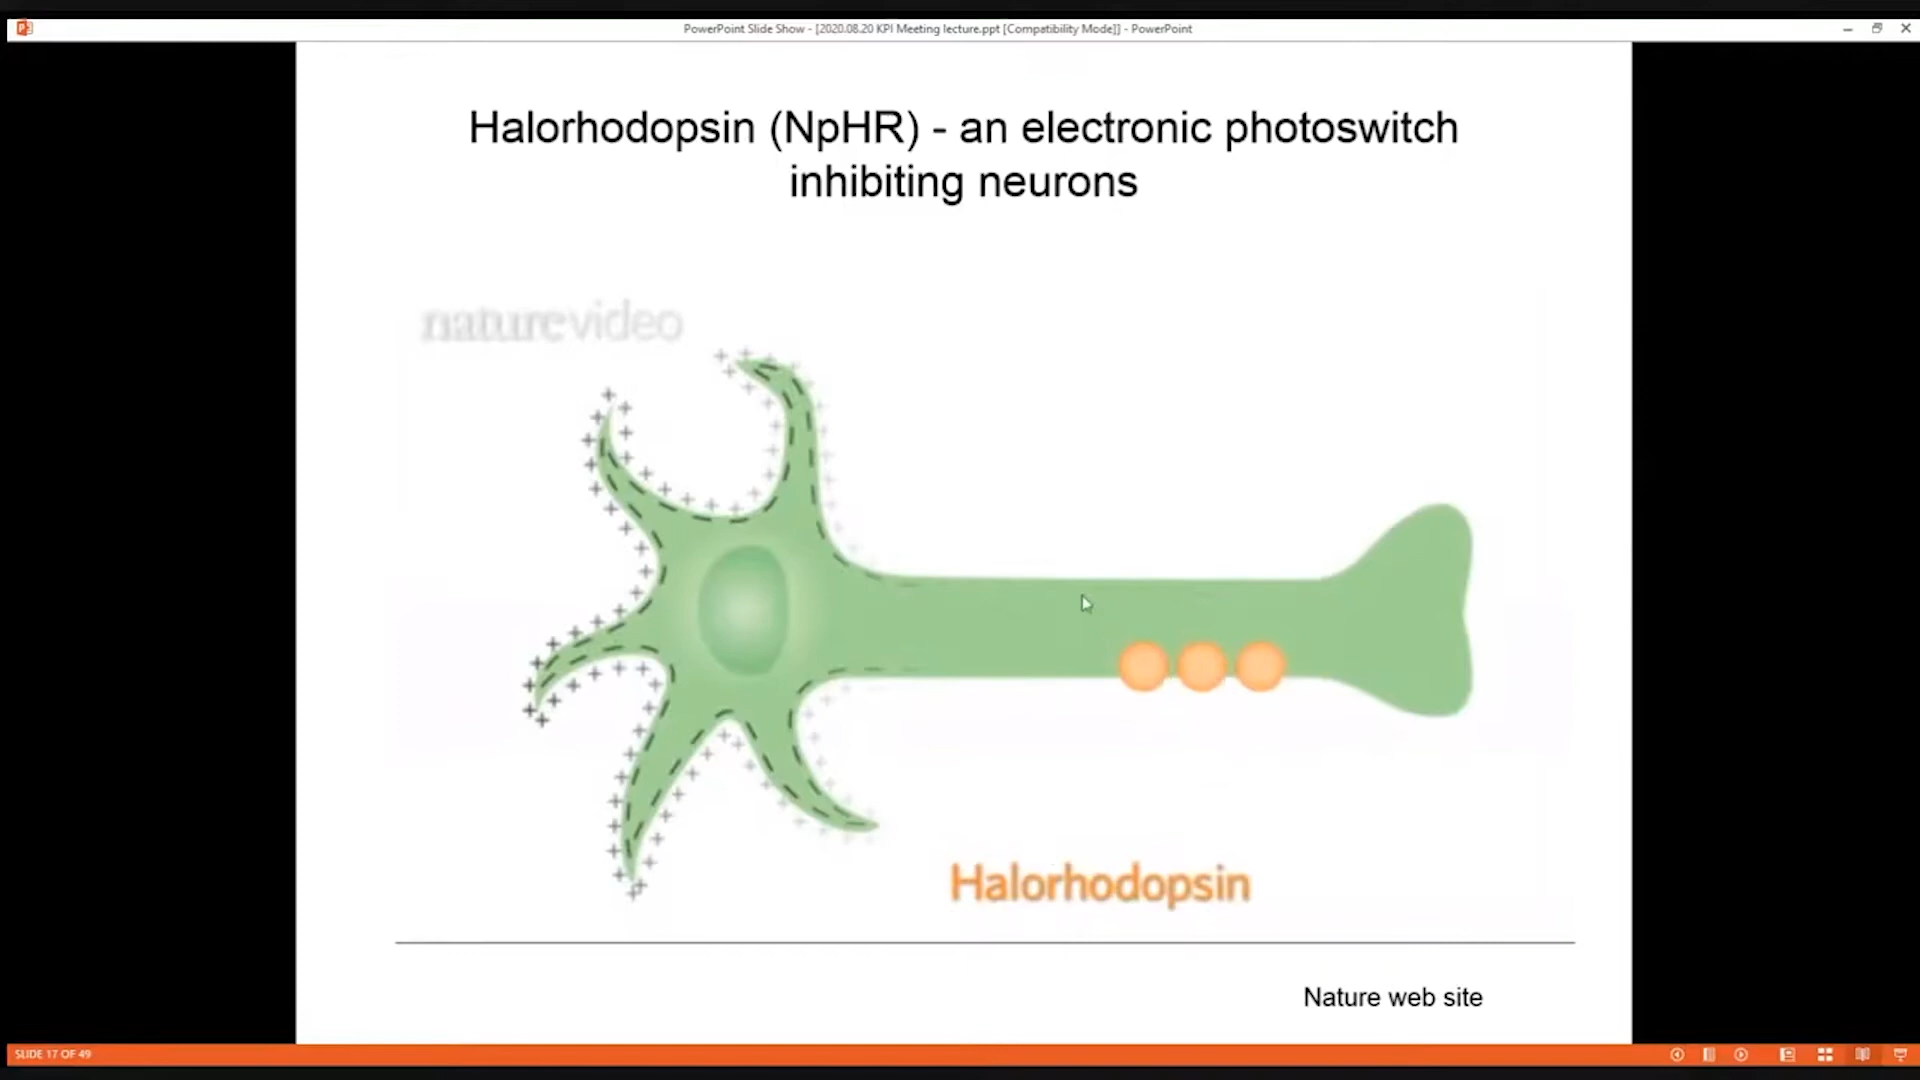 PowerPoint Slide Show - [2020.08.20 KPI Meeting lecture.ppt [Compatibility Mode]] - PowerPoint
Halorhodopsin (NpHR) - an electronic photoswitch
inhibiting neurons
naturevideo
Halorhodopsin
Nature web site
SLIDE 17 OF 49